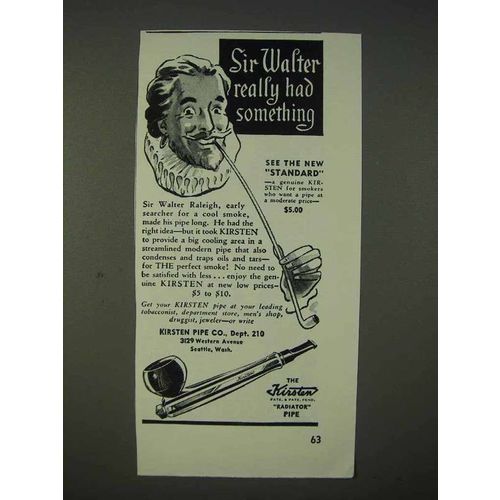 Sir Walter
really had
something
SEE THE NEW
"STANDARD"
—a genuine KIR-
STEN for smokers
who want a pipe at
a moderate price—
$5.00
Sir Walter Raleigh, early
searcher for a cool smoke,
made his pipe long. He had the
right idea—but it took KIRSTEN
to provide a big cooling area in a
streamlined modern pipe that also
condenses and traps oils and tars—
for THE perfect smoke! No need to
be satisfied with less . . . enjoy the gen-
uine KIRSTEN at new low prices—
$5 to $10.
Get your KIRSTEN pipe at your leading
tobacconist, department store, men's shop,
druggist, jeweler—or write
KIRSTEN PIPE CO., Dept. 210
3129 Western Avenue
Seattle, Wash.
THE
Kirsten
PATS. & PATS. PEND.
"RADIATOR"
PIPE
63